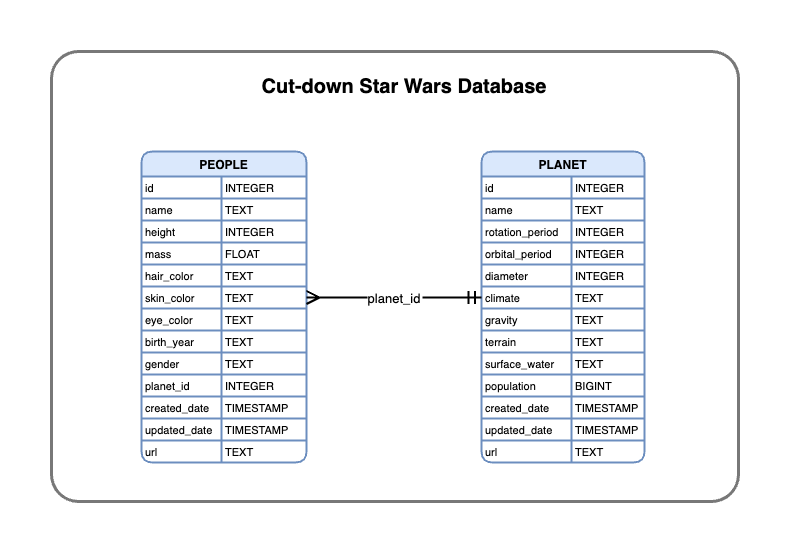 Cut-down Star Wars Database
PEOPLE
id INTEGER
name TEXT
height INTEGER
mass FLOAT
hair_color TEXT
skin_color TEXT
eye_color TEXT
birth_year TEXT
gender TEXT
planet_id INTEGER
created_date TIMESTAMP
updated_date TIMESTAMP
url TEXT
planet_id
PLANET
id INTEGER
name TEXT
rotation_period INTEGER
orbital_period INTEGER
diameter INTEGER
climate TEXT
gravity TEXT
terrain TEXT
surface_water TEXT
population BIGINT
created_date TIMESTAMP
updated_date TIMESTAMP
url TEXT